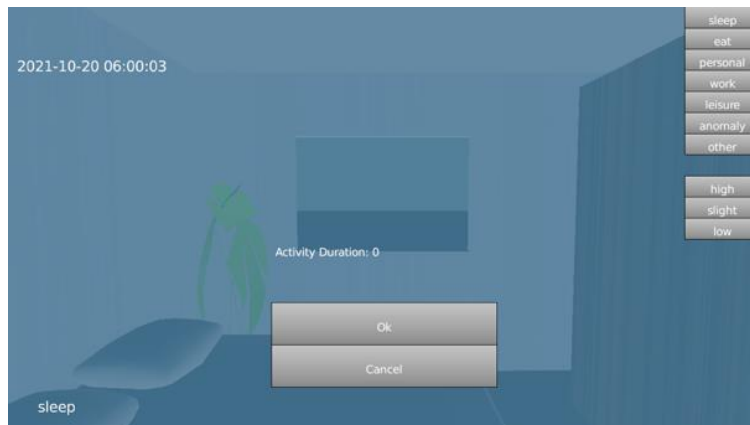 2021-10-20 06:00:03
sleep
eat
personal
work
leisure
anomaly
other
high
slight
low
Activity Duration: 0
Ok
Cancel
sleep